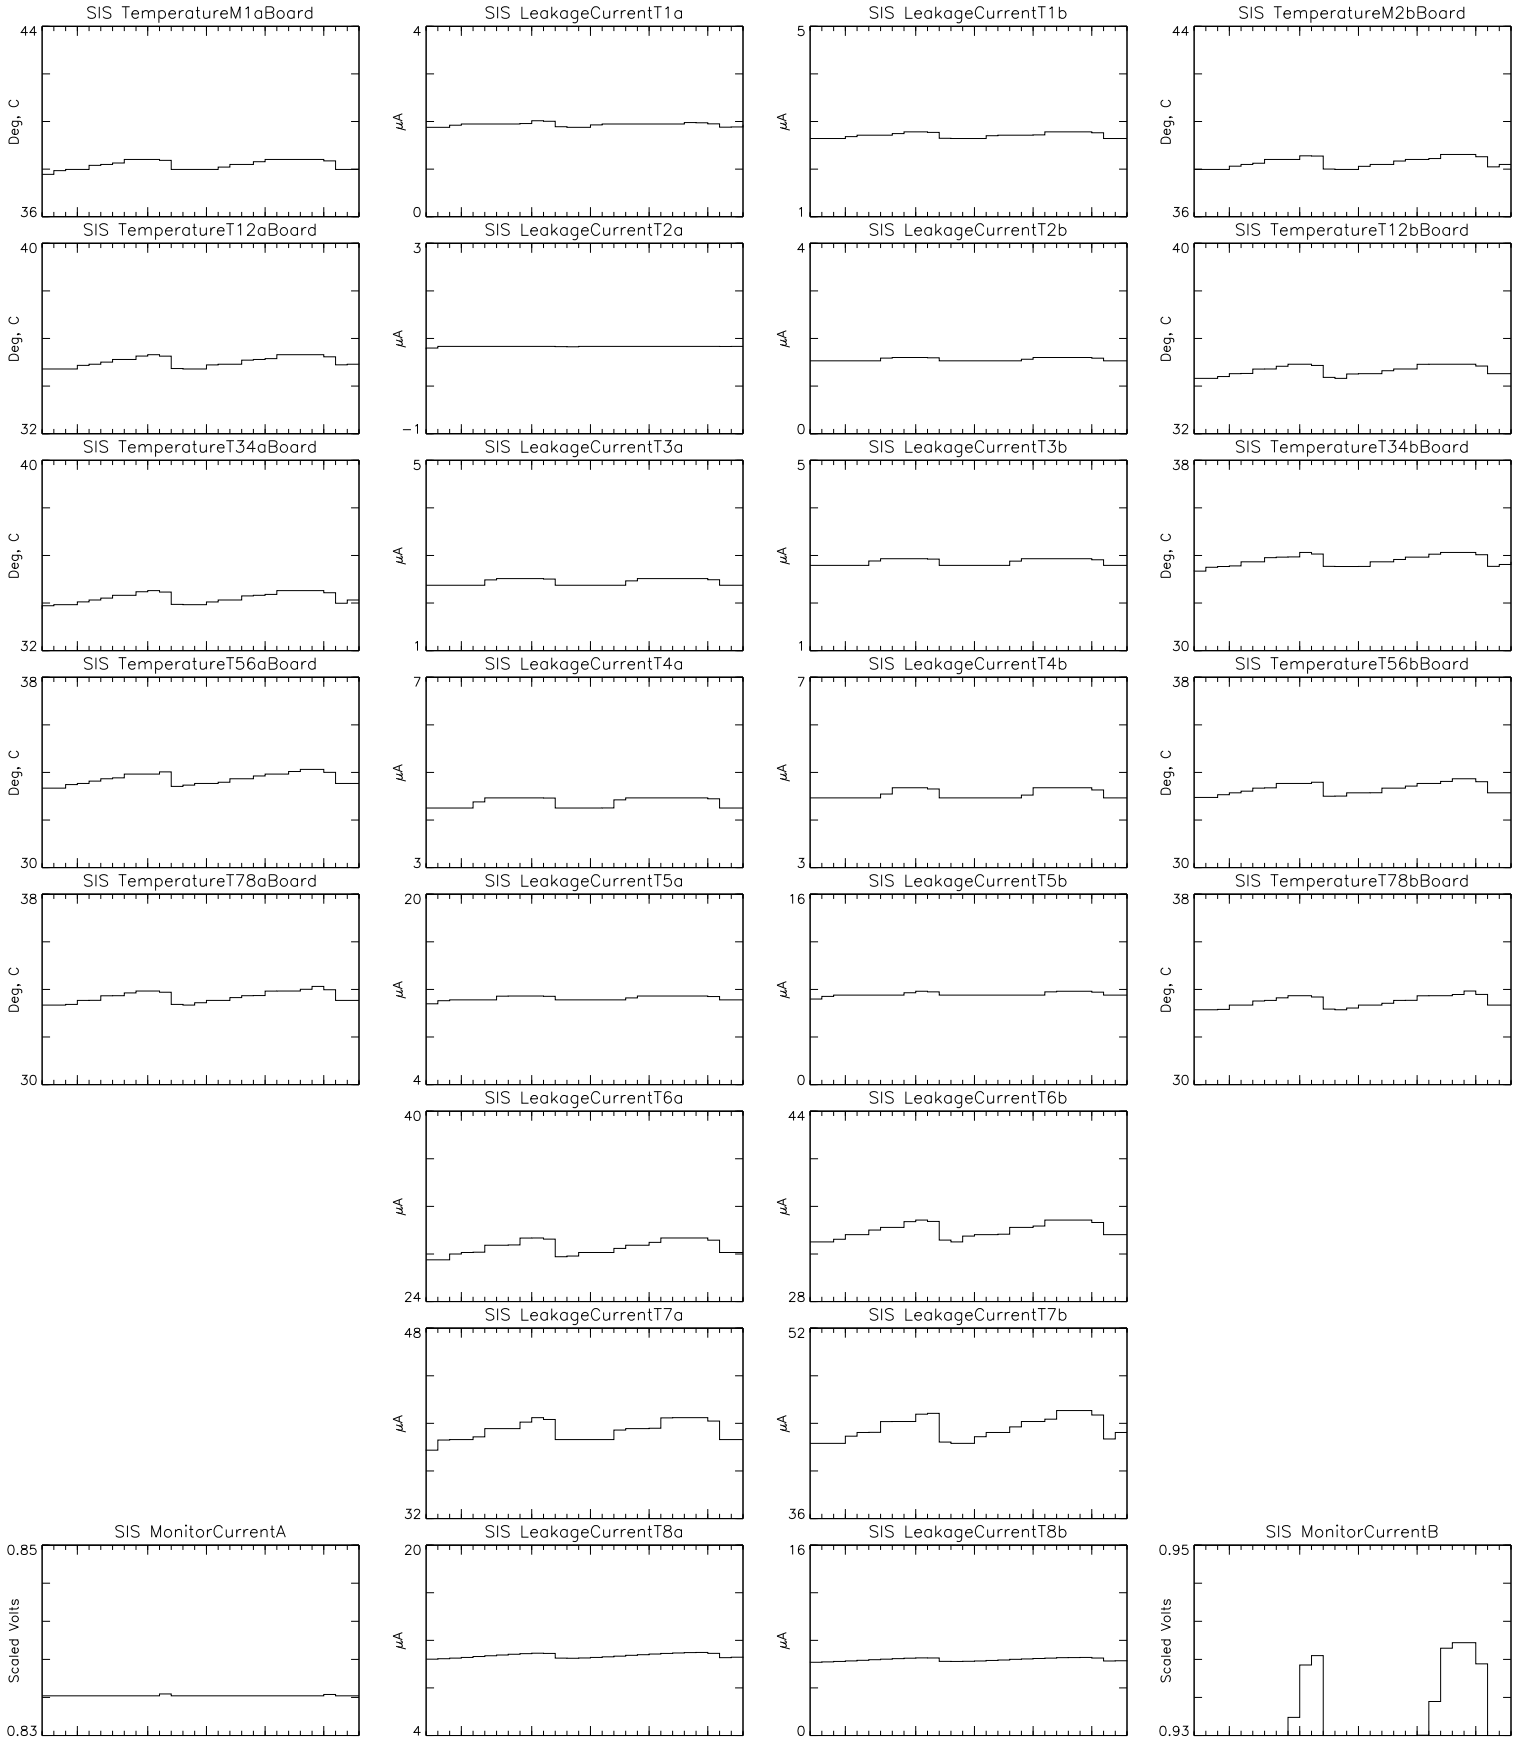 SIS TemperatureM1aBoard
44
Deg, C
36
SIS LeakageCurrentT1a
4
μA
0
SIS LeakageCurrentT1b
5
μA
1
SIS TemperatureM2bBoard
44
Deg, C
36
SIS TemperatureT12aBoard
40
Deg, C
32
SIS LeakageCurrentT2a
3
μA
-1
SIS LeakageCurrentT2b
4
μA
0
SIS TemperatureT12bBoard
40
Deg, C
32
SIS TemperatureT34aBoard
40
Deg, C
32
SIS LeakageCurrentT3a
5
μA
1
SIS LeakageCurrentT3b
5
μA
1
SIS TemperatureT34bBoard
38
Deg, C
30
SIS TemperatureT56aBoard
38
Deg, C
30
SIS LeakageCurrentT4a
7
μA
3
SIS LeakageCurrentT4b
7
μA
3
SIS TemperatureT56bBoard
38
Deg, C
30
SIS TemperatureT78aBoard
38
Deg, C
30
SIS LeakageCurrentT5a
20
μA
4
SIS LeakageCurrentT5b
16
μA
0
SIS TemperatureT78bBoard
38
Deg, C
30
SIS LeakageCurrentT6a
40
μA
24
SIS LeakageCurrentT6b
44
μA
28
SIS LeakageCurrentT7a
48
μA
32
SIS LeakageCurrentT7b
52
μA
36
SIS MonitorCurrentA
0.85
Scaled Volts
0.83
SIS LeakageCurrentT8a
20
μA
4
SIS LeakageCurrentT8b
16
μA
0
SIS MonitorCurrentB
0.95
Scaled Volts
0.93